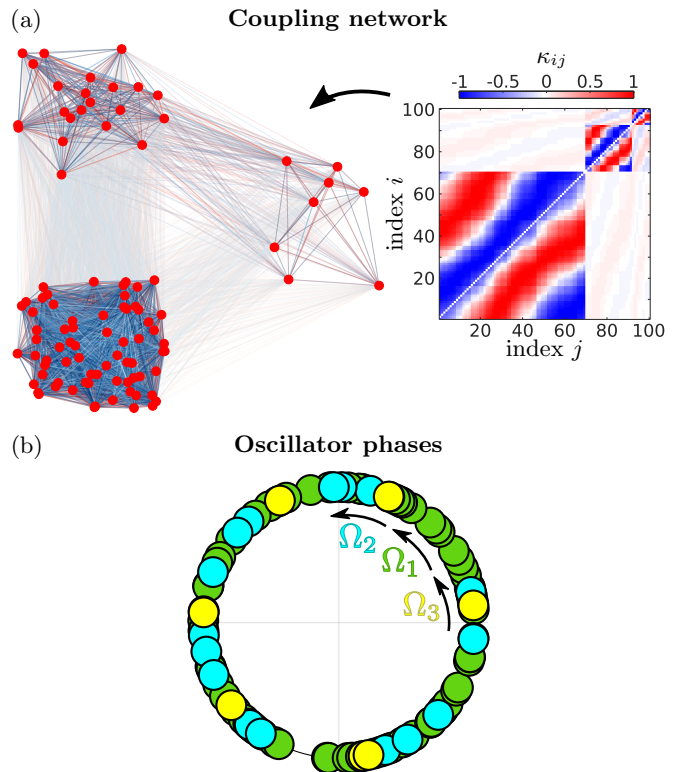 (a) Coupling network
κij
-1 -0.5 0 0.5 1
100
80
60
40
20
index i
20 40 60 80 100
index j
(b) Oscillator phases
Ω2
Ω1
Ω3